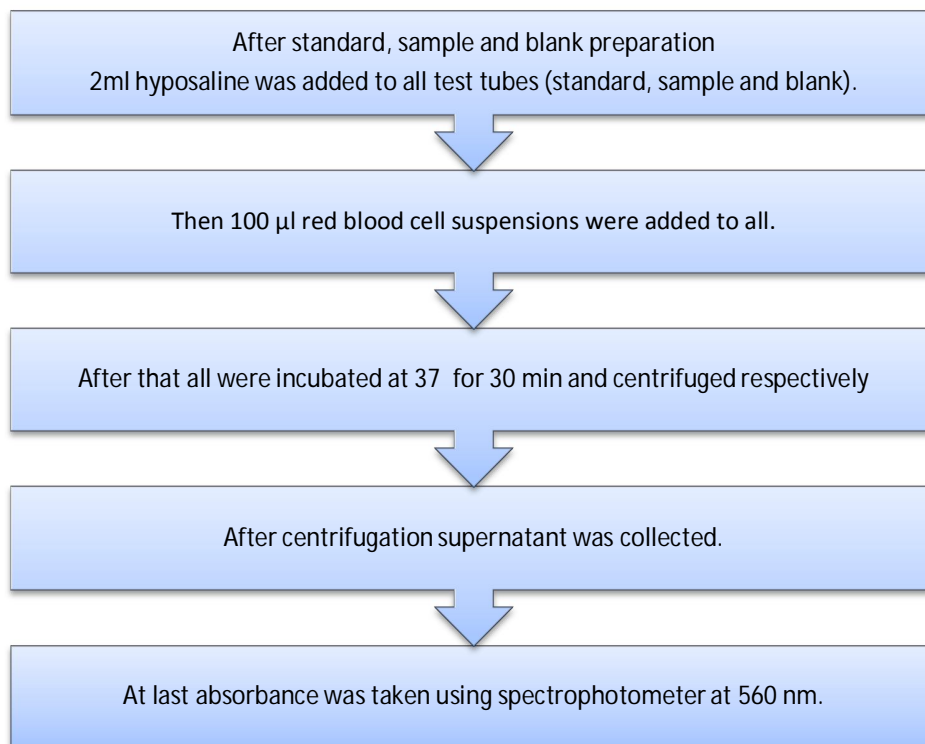 After standard, sample and blank preparation
2ml hyposaline was added to all test tubes (standard, sample and blank).
Then 100 µl red blood cell suspensions were added to all.
After that all were incubated at 37  for 30 min and centrifuged respectively
After centrifugation supernatant was collected.
At last absorbance was taken using spectrophotometer at 560 nm.